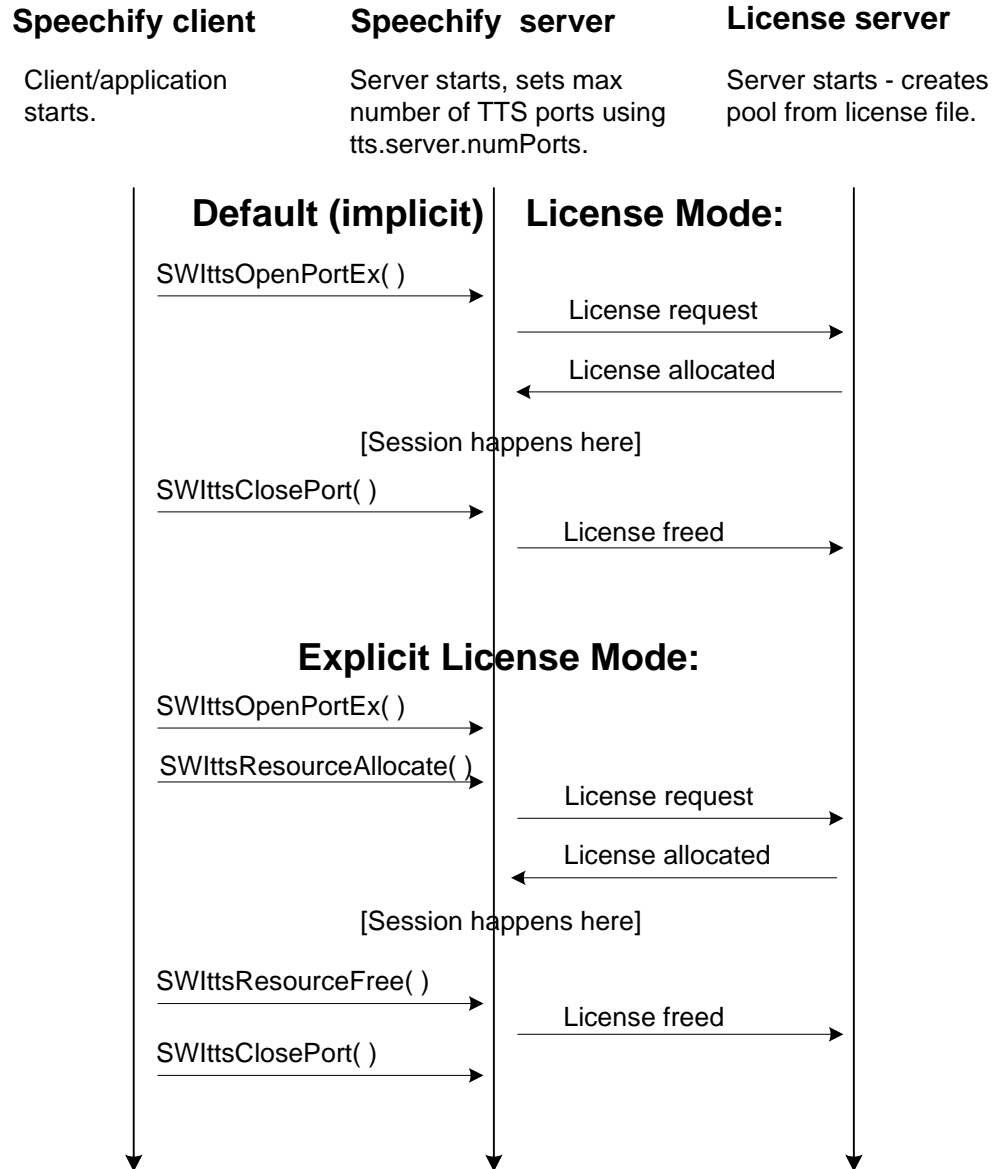 Speechify client
Speechify server
License server
Client/application
starts.
Server starts, sets max
number of TTS ports using
tts.server.numPorts.
Server starts - creates
pool from license file.
Default (implicit) License Mode:
SWIttsOpenPortEx( )
License request
License allocated
[Session happens here]
SWIttsClosePort( )
License freed
Explicit License Mode:
SWIttsOpenPortEx( )
SWIttsResourceAllocate( )
License request
License allocated
[Session happens here]
SWIttsResourceFree( )
License freed
SWIttsClosePort( )